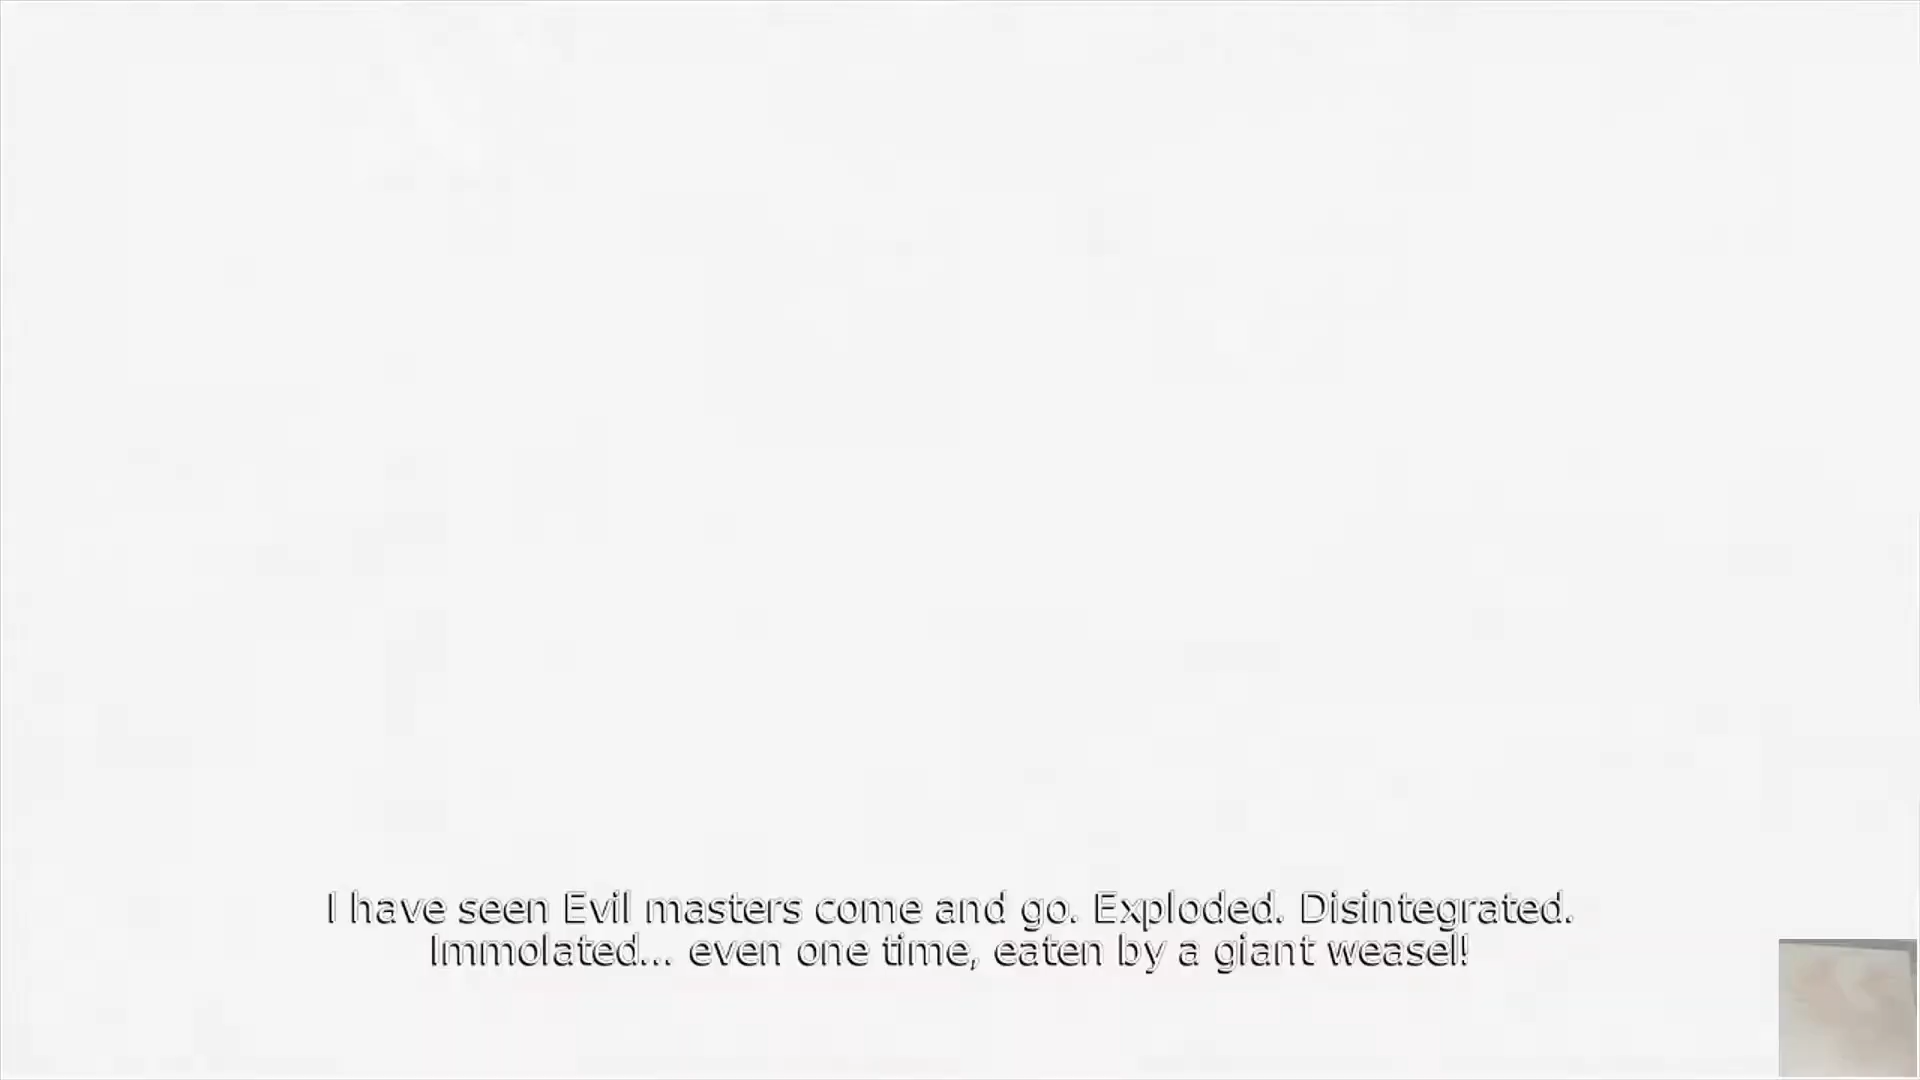 I have seen Evil masters come and go. Exploded. Disintegrated.
Immolated... even one time, eaten by a giant weasel!